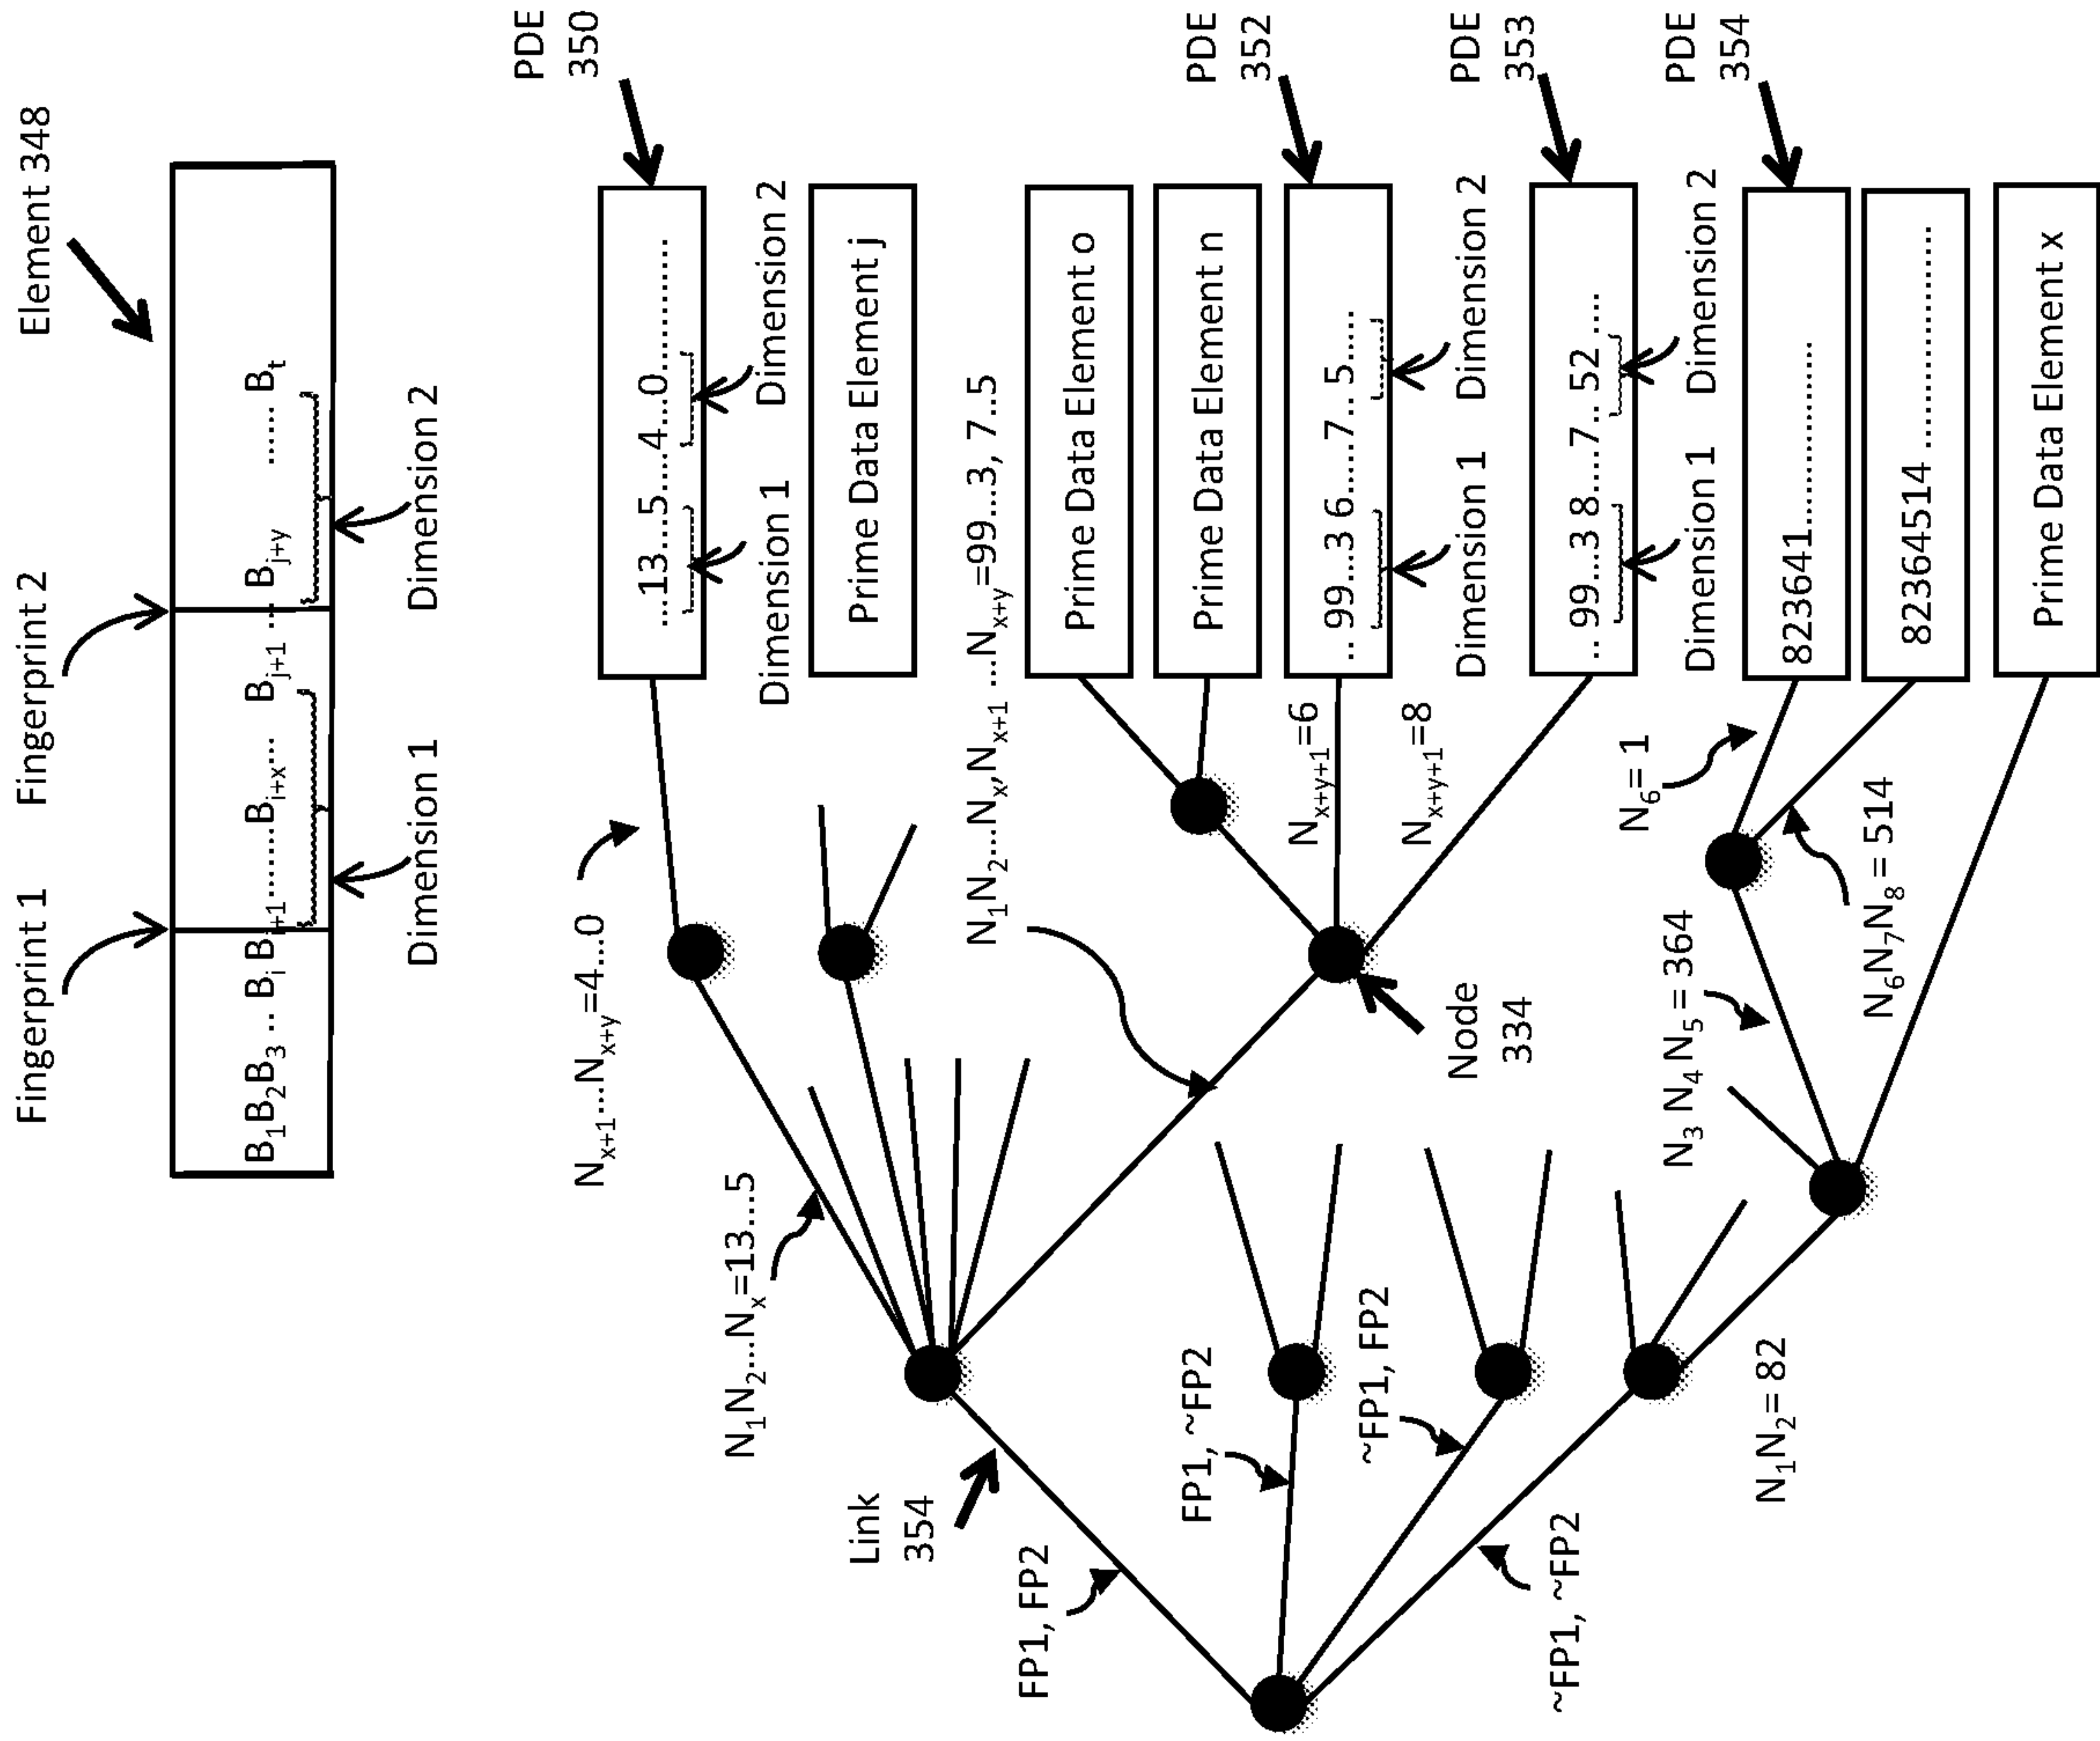 Element 348
Fingerprint 1
Fingerprint 2
B₁B₂B₃ .. Bᵢ Bᵢ₊₁.........Bᵢ₊ₓ... Bⱼ₊₁ ... Bⱼ₊ᵧ ...... Bₜ
Dimension 1
Dimension 2
PDE
350
Nₓ₊₁....Nₓ₊ᵧ=4...0
...13...5....4...0...........
Dimension 1
Dimension 2
N₁N₂...Nₓ=13...5
Prime Data Element j
Link
354
FP1, FP2
N₁N₂....Nₓ,Nₓ₊₁ ....Nₓ₊ᵧ=99...3, 7..5
Prime Data Element o
Prime Data Element n
PDE
352
Nₓ₊ᵧ₊₁=6
.. 99...3 6.....7.. 5.....
Dimension 1
Dimension 2
FP1, ~FP2
~FP1, FP2
Node
334
Nₓ₊ᵧ₊₁=8
PDE
353
.. 99...3 8....7.. 52 ....
Dimension 1
Dimension 2
~FP1, ~FP2
N₆=1
PDE
354
823641..................
N₃ N₄ N₅ = 364
N₁N₂= 82
N₆N₇N₈ = 514
82364514 ....................
Prime Data Element x